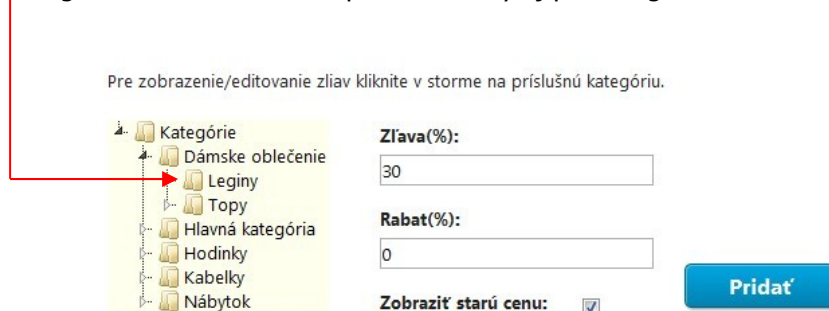 Pre zobrazenie/editovanie zliav kliknite v storme na príslušnú kategóriu.
Kategórie
Dámske oblečenie
Leginy
Topy
Hlavná kategória
Hodinky
Kabelky
Nábytok
Zľava(%):
30
Rabat(%):
0
Zobraziť starú cenu:
Pridať